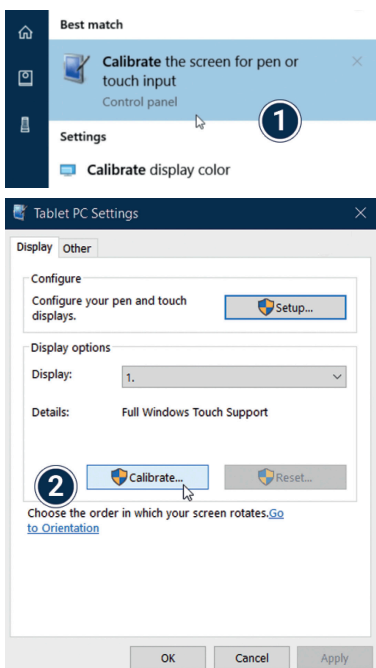 Best match
Calibrate the screen for pen or
touch input
Control panel
1
Settings
Calibrate display color
Tablet PC Settings
Display Other
Configure
Configure your pen and touch
displays.
Setup...
Display options
Display: 1.
Details: Full Windows Touch Support
2
Calibrate... Reset...
Choose the order in which your screen rotates.Go
to Orientation
OK Cancel Apply